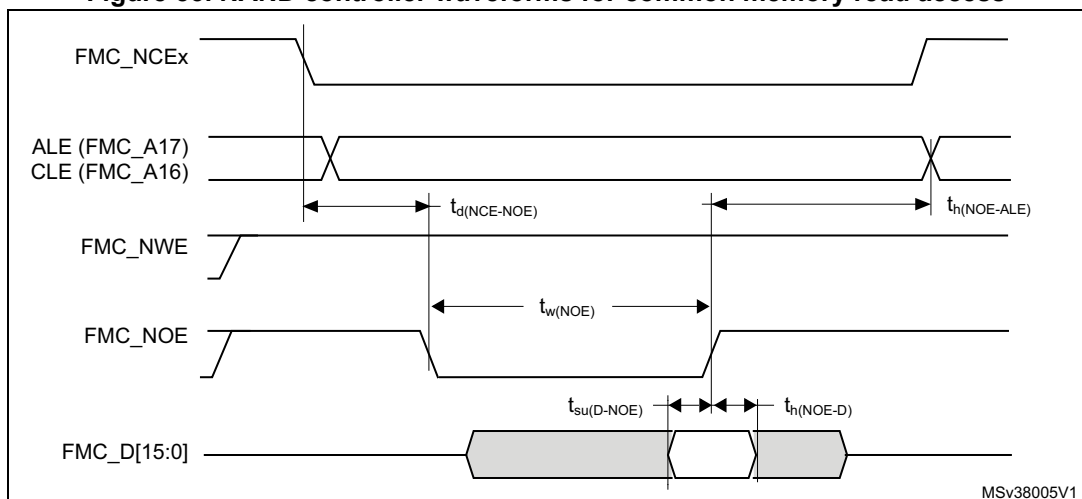 Figure NAND controller waveforms for common memory read access
FMC_NCEx
ALE (FMC_A17)
CLE (FMC_A16)
td(NCE-NOE)
th(NOE-ALE)
FMC_NWE
tw(NOE)
FMC_NOE
tsu(D-NOE)
th(NOE-D)
FMC_D[15:0]
MSv38005V1